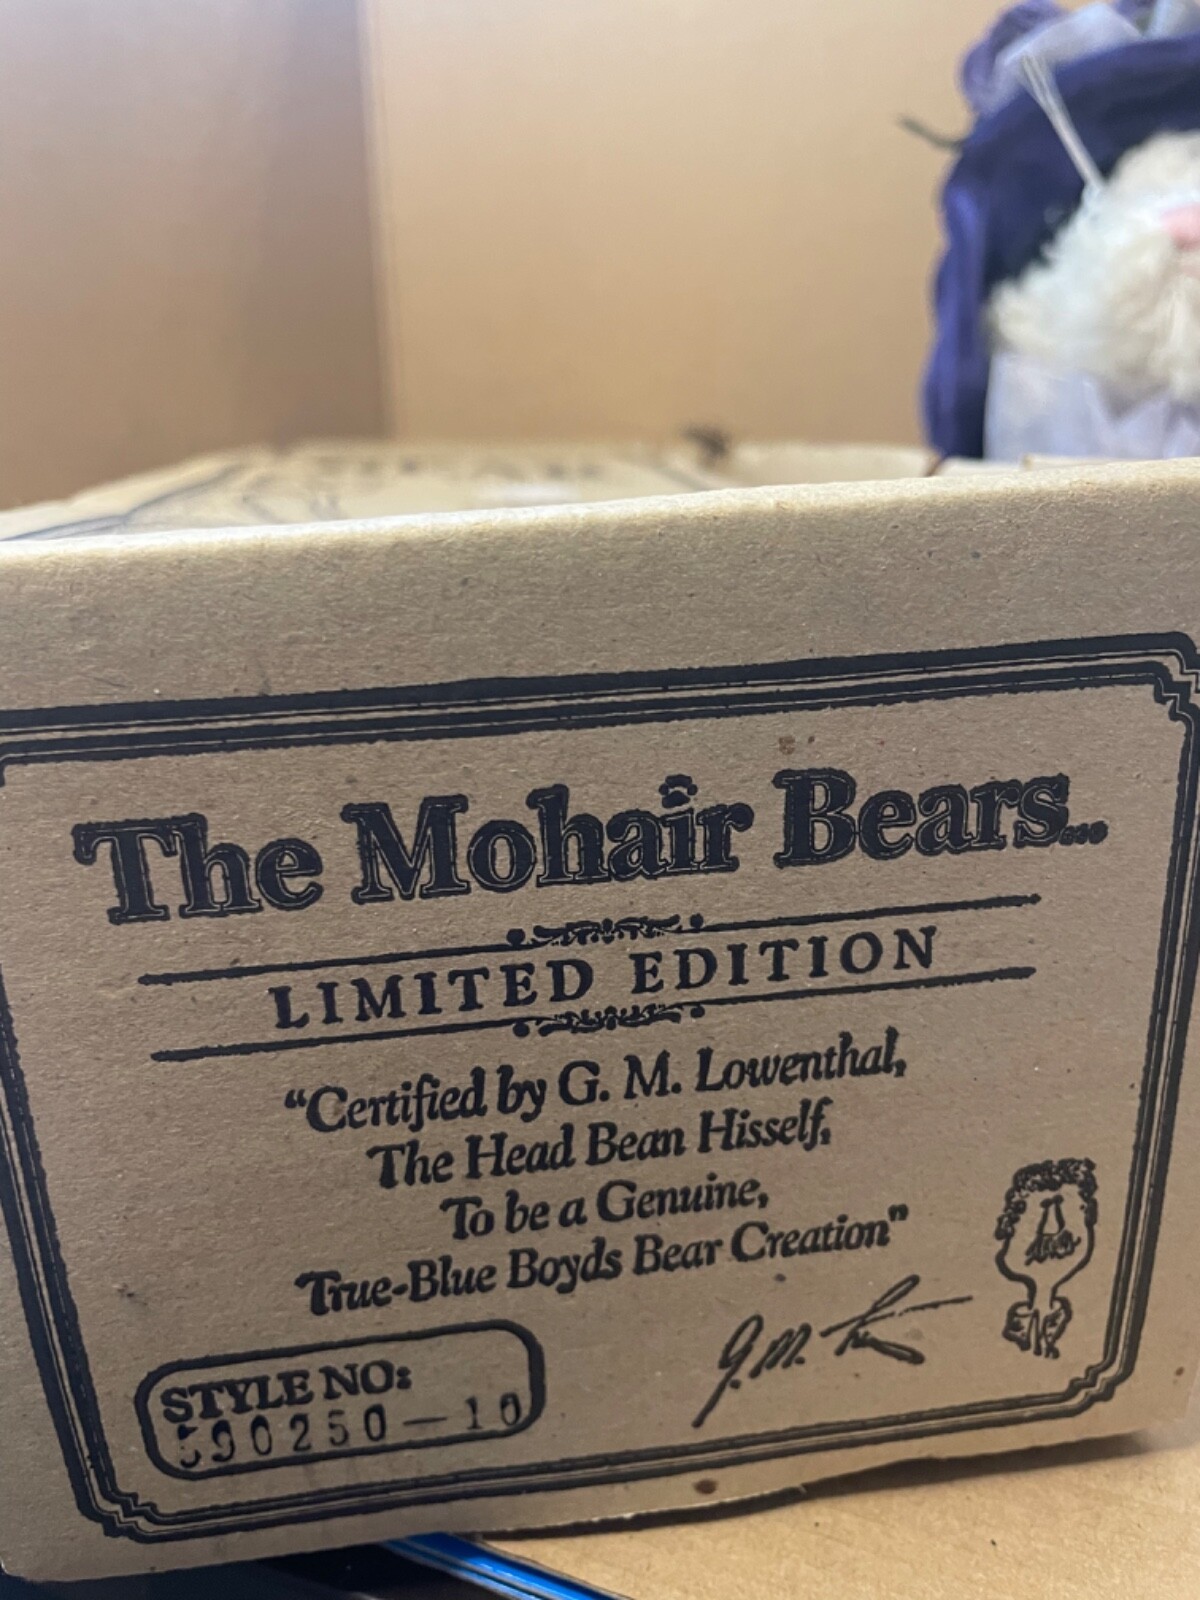 The Mohair Bears...
LIMITED EDITION
"Certified by G. M. Lowenthal,
The Head Bean Hisself,
To be a Genuine,
True-Blue Boyds Bear Creation"
STYLE NO:
590250-10
G.M.